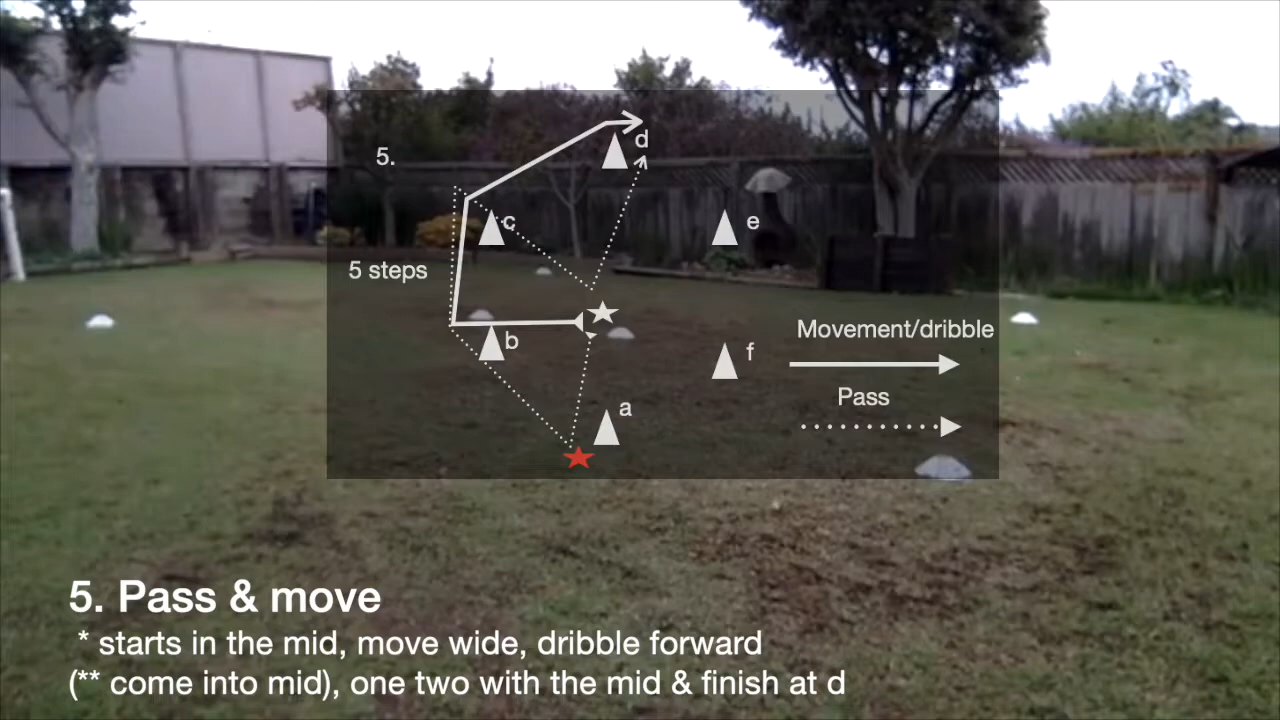 5.
d
c
e
5 steps
b
Movement/dribble
f
Pass
a
5. Pass & move
* starts in the mid, move wide, dribble forward
(** come into mid), one two with the mid & finish at d